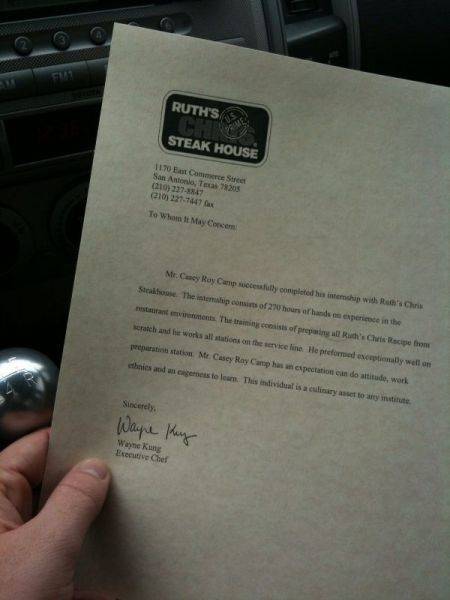 FM1
RUTH'S
U.S. PRIME
CHRIS
STEAK HOUSE
1170 East Commerce Street
San Antonio, Texas 78205
(210) 227-8847
(210) 227-7447 fax
To Whom It May Concern:
Mr. Casey Roy Camp successfully completed his internship with Ruth's Chris
Steakhouse. The internship consists of 270 hours of hands on experience in the
restaurant environments. The training consists of preparing all Ruth's Chris Recipe from
scratch and he works all stations on the service line. He preformed exceptionally well on
preparation station. Mr. Casey Roy Camp has an expectation can do attitude, work
ethnics and an eagerness to learn. This individual is a culinary asset to any institute.
Sincerely,
Wayne Kung
Wayne Kung
Executive Chef